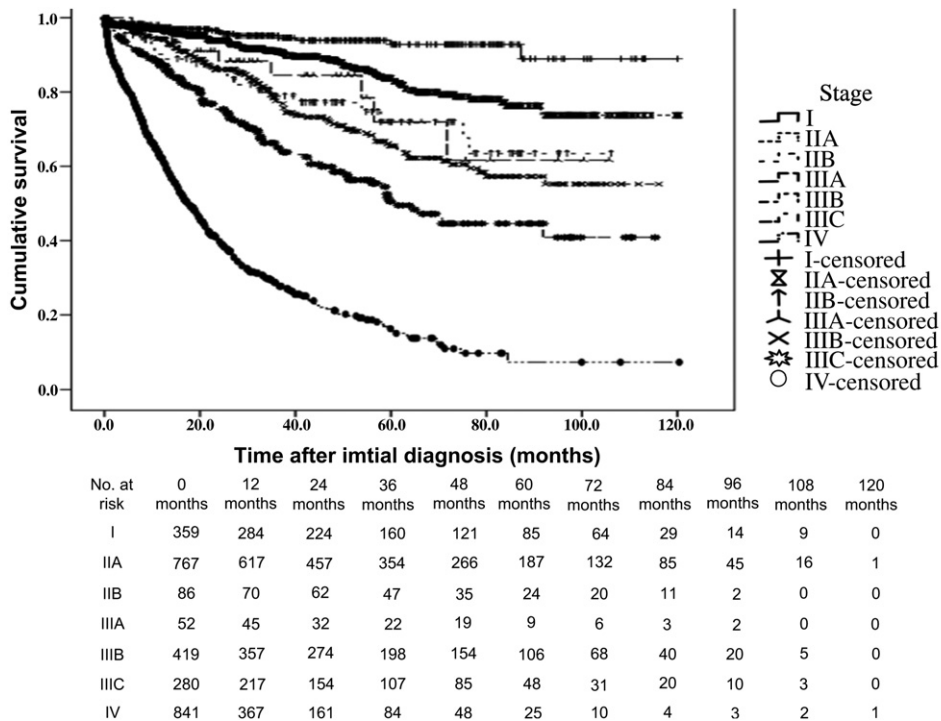 1.0
0.8
0.6
0.4
0.2
0.0
Cumulative survival
0.0 20.0 40.0 60.0 80.0 100.0 120.0
Time after imtial diagnosis (months)
Stage
I
IIA
IIB
IIIA
IIIB
IIIC
IV
I-censored
IIA-censored
IIB-censored
IIIA-censored
IIIB-censored
IIIC-censored
IV-censored
No. at 0 12 24 36 48 60 72 84 96 108 120
risk months months months months months months months months months months months
I 359 284 224 160 121 85 64 29 14 9 0
IIA 767 617 457 354 266 187 132 85 45 16 1
IIB 86 70 62 47 35 24 20 11 2 0 0
IIIA 52 45 32 22 19 9 6 3 2 0 0
IIIB 419 357 274 198 154 106 68 40 20 5 0
IIIC 280 217 154 107 85 48 31 20 10 3 0
IV 841 367 161 84 48 25 10 4 3 2 1